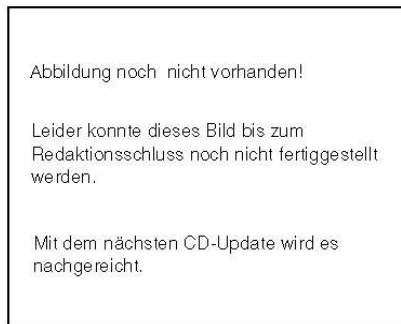 Abbildung noch nicht vorhanden!
Leider konnte dieses Bild bis zum
Redaktionsschluss noch nicht fertiggestellt
werden.
Mit dem nächsten CD-Update wird es
nachgereicht.